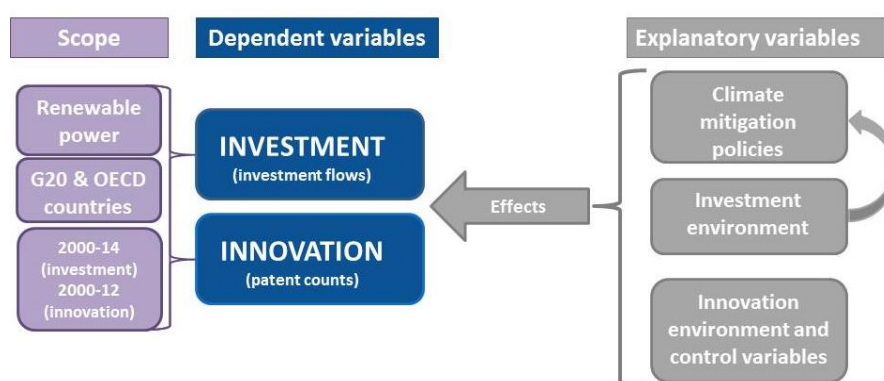 Scope
Dependent variables
Explanatory variables
Renewable
power
G20 & OECD
countries
2000-14
(investment)
2000-12
(innovation)
INVESTMENT
(investment flows)
INNOVATION
(patent counts)
Effects
Climate
mitigation
policies
Investment
environment
Innovation
environment and
control variables